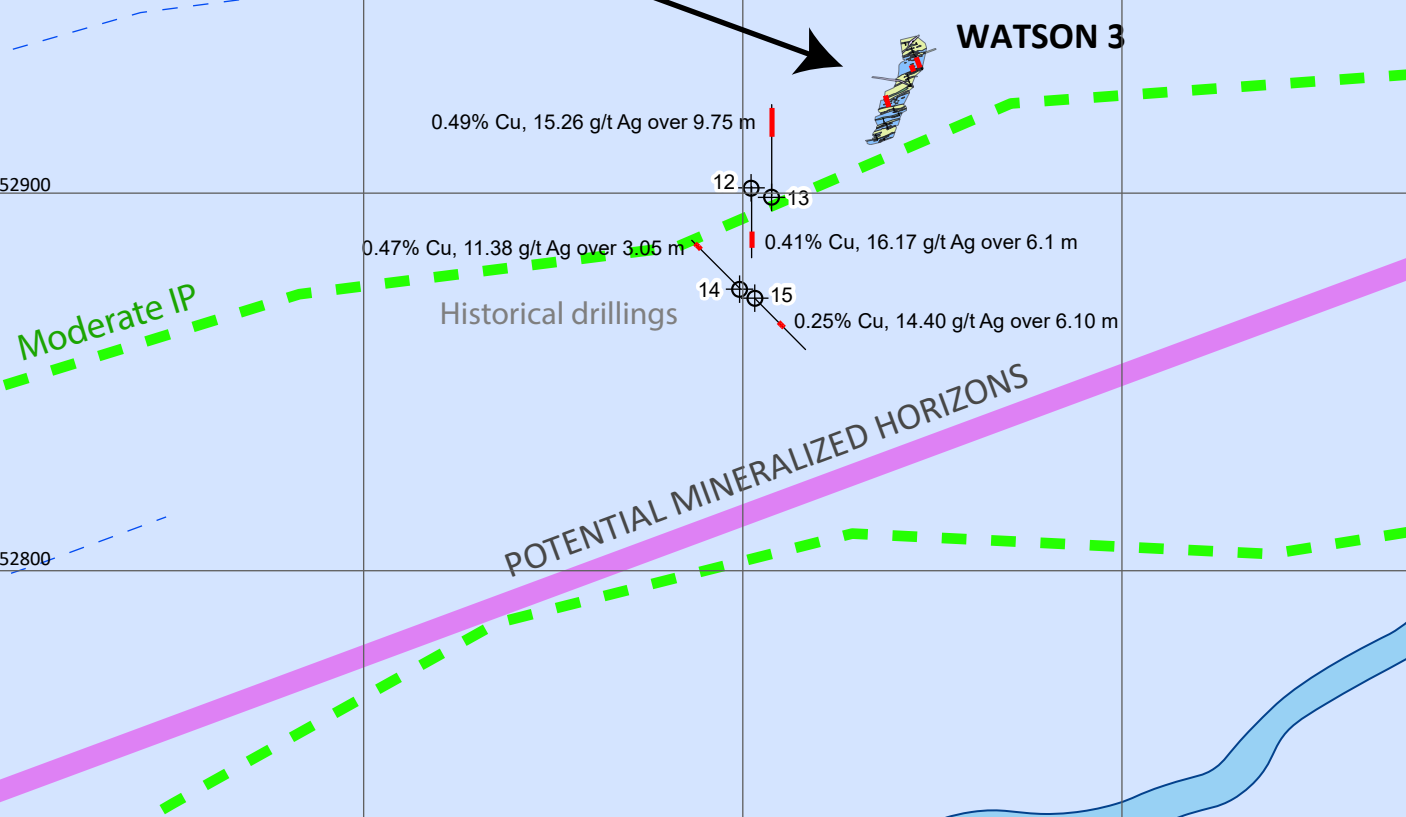 WATSON 3
0.49% Cu, 15.26 g/t Ag over 9.75 m
52900
12
13
0.47% Cu, 11.38 g/t Ag over 3.05 m
0.41% Cu, 16.17 g/t Ag over 6.1 m
14
15
Moderate IP
Historical drillings
0.25% Cu, 14.40 g/t Ag over 6.10 m
POTENTIAL MINERALIZED HORIZONS
52800